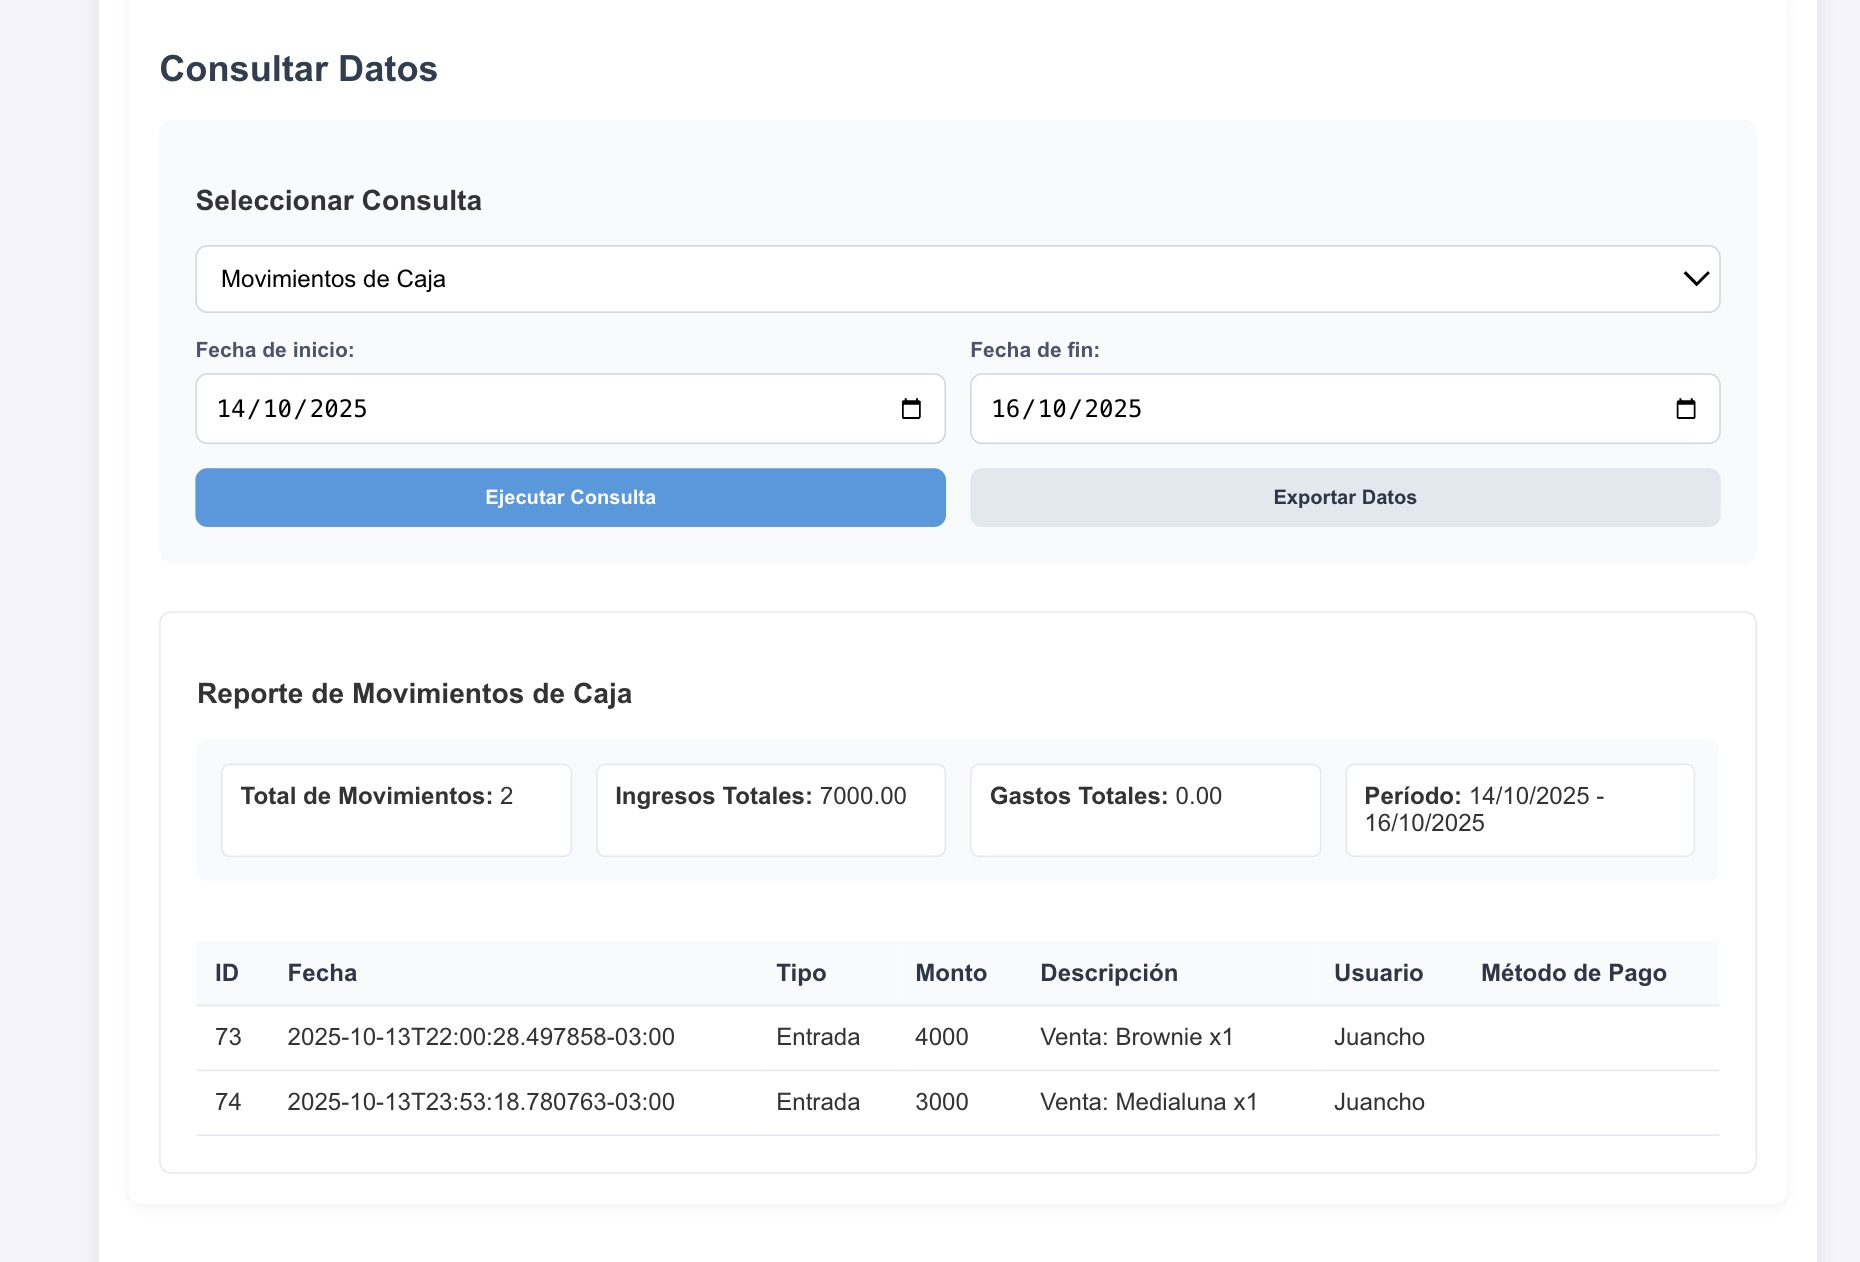 Consultar Datos
Seleccionar Consulta
Movimientos de Caja
Fecha de inicio:
Fecha de fin:
14/10/2025
16/10/2025
Ejecutar Consulta
Exportar Datos
Reporte de Movimientos de Caja
Total de Movimientos: 2
Ingresos Totales: 7000.00
Gastos Totales: 0.00
Período: 14/10/2025 -
16/10/2025
ID Fecha Tipo Monto Descripción Usuario Método de Pago
73 2025-10-13T22:00:28.497858-03:00 Entrada 4000 Venta: Brownie x1 Juancho
74 2025-10-13T23:53:18.780763-03:00 Entrada 3000 Venta: Medialuna x1 Juancho